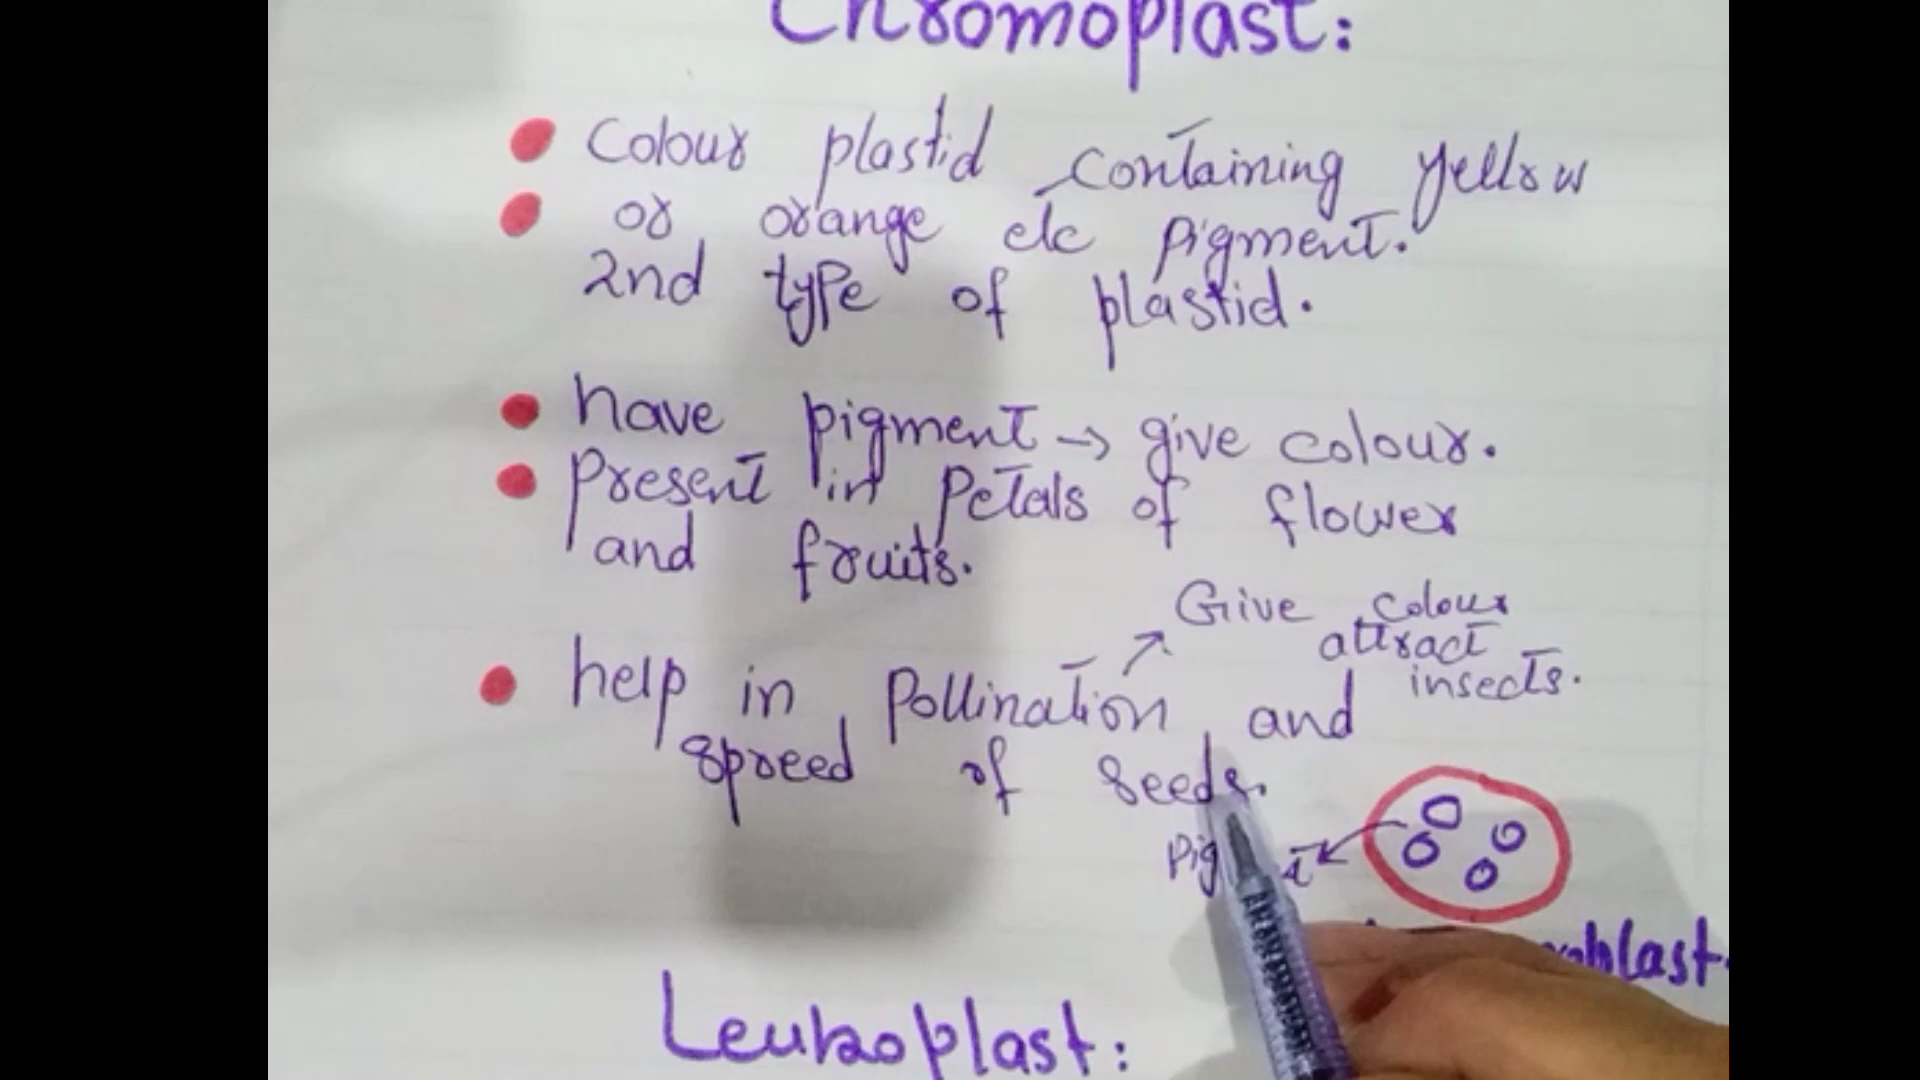 Chromoplast:
Colour plastid containing yellow
or orange etc pigment.
2nd type of plastid.
have pigment → give colour.
present in Petals of flower
and fruits.
Give colour
attract
insects.
help in Pollination and
spreed of seeds.
Leukoplast: